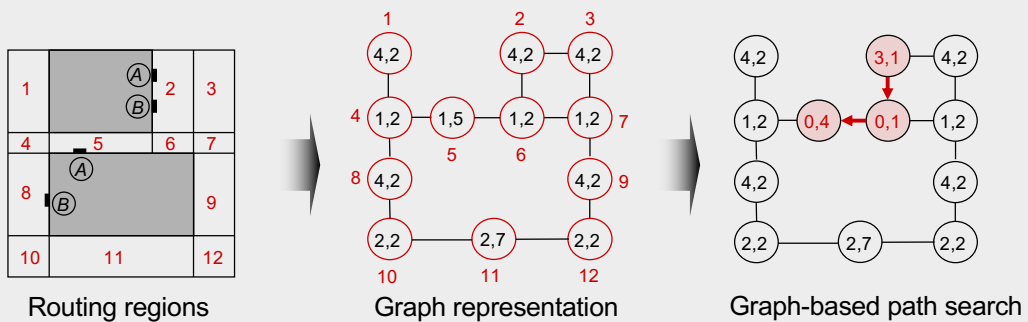 1 2 3
1 A 2 3
B
4 5 6 7
A
8 B 9
10 11 12
4,2 4,2 4,2
4 1,2 1,5 1,2 1,2 7
5 6
8 4,2 4,2 9
2,2 2,7 2,2
10 11 12
4,2 3,1 4,2
1,2 0,4 0,1 1,2
4,2 4,2
2,2 2,7 2,2
Routing regions
Graph representation
Graph-based path search